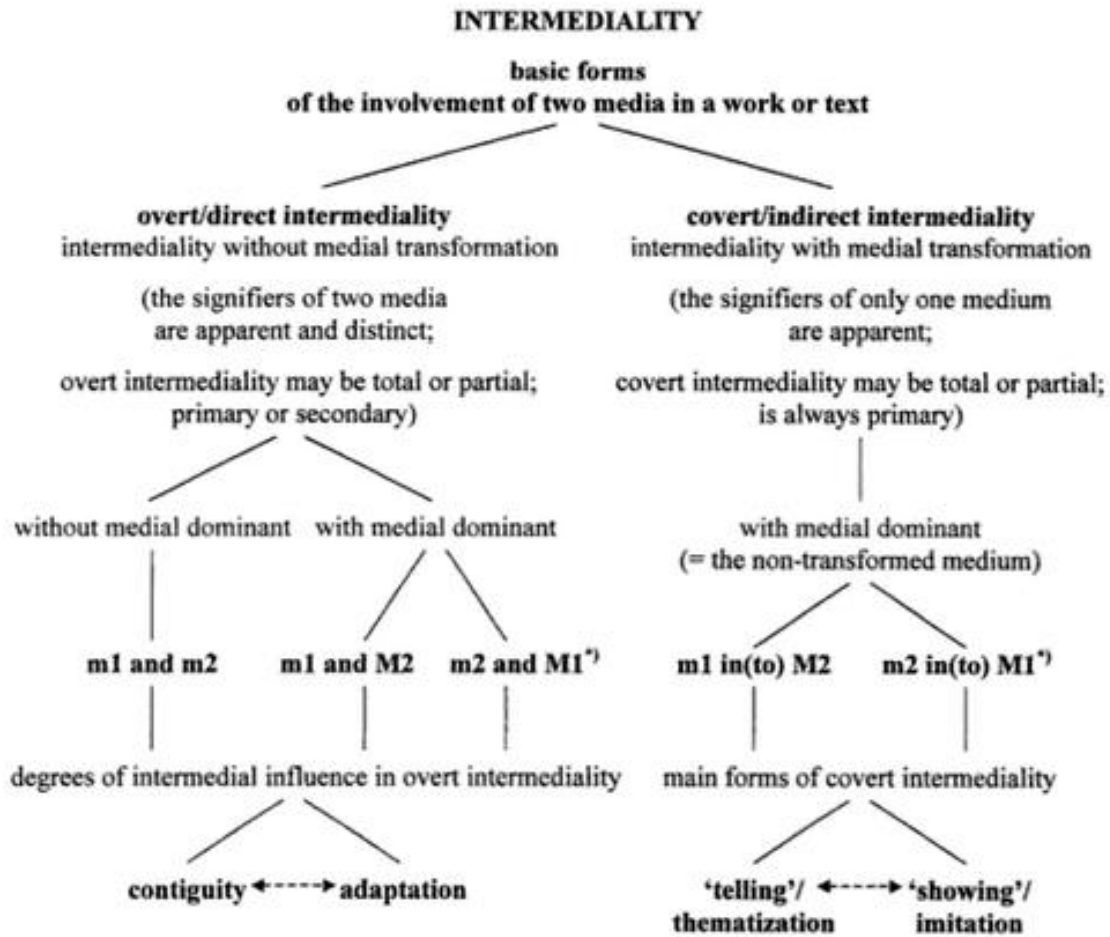 INTERMEDIALITY
basic forms
of the involvement of two media in a work or text
overt/direct intermediality
intermediality without medial transformation
(the signifiers of two media
are apparent and distinct;
overt intermediality may be total or partial;
primary or secondary)
covert/indirect intermediality
intermediality with medial transformation
(the signifiers of only one medium
are apparent;
covert intermediality may be total or partial;
is always primary)
without medial dominant
with medial dominant
with medial dominant
(= the non-transformed medium)
m1 and m2
m1 and M2
m2 and M1*)
m1 in(to) M2
m2 in(to) M1*)
degrees of intermedial influence in overt intermediality
main forms of covert intermediality
contiguity
adaptation
‘telling’/
thematization
‘showing’/
imitation